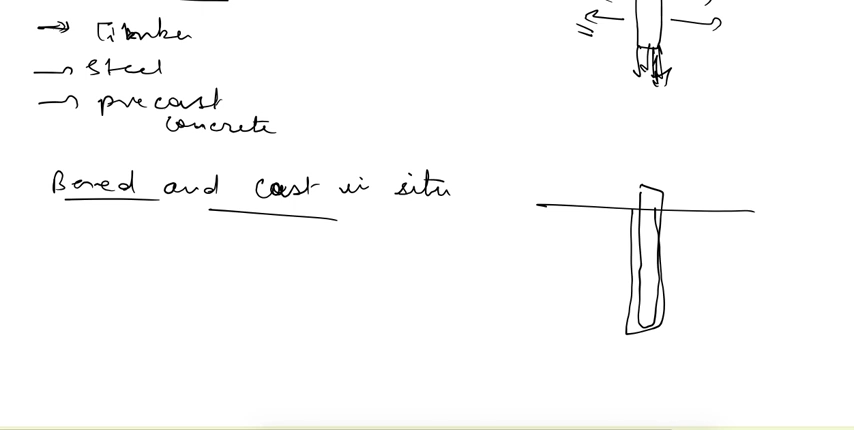 Timber
Steel
precast
concrete
Bored and cast in situ